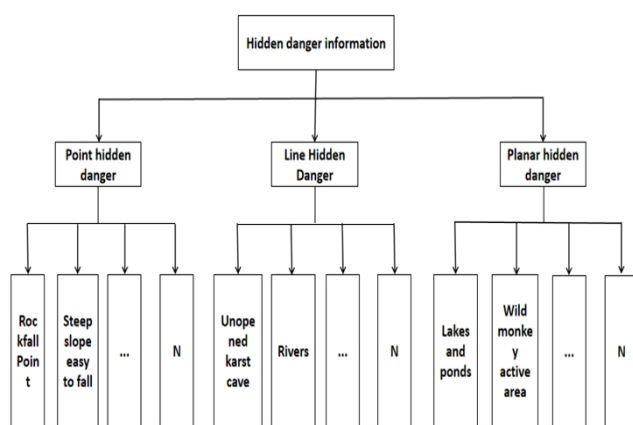 Hidden danger information
Point hidden
danger
Line Hidden
Danger
Planar hidden
danger
Roc
kfall
Poin
t
Steep
slope
easy
to fall
...
N
Unope
ned
karst
cave
Rivers
...
N
Lakes
and
ponds
Wild
monke
y
active
area
...
N